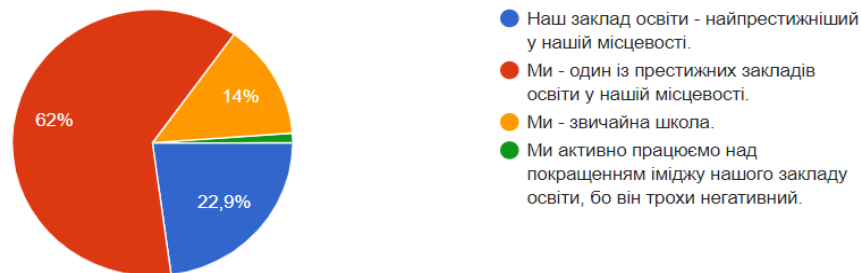 62%
14%
22,9%
Наш заклад освіти - найпрестижніший
у нашій місцевості.
Ми - один із престижних закладів
освіти у нашій місцевості.
Ми - звичайна школа.
Ми активно працюємо над
покращенням іміджу нашого закладу
освіти, бо він трохи негативний.